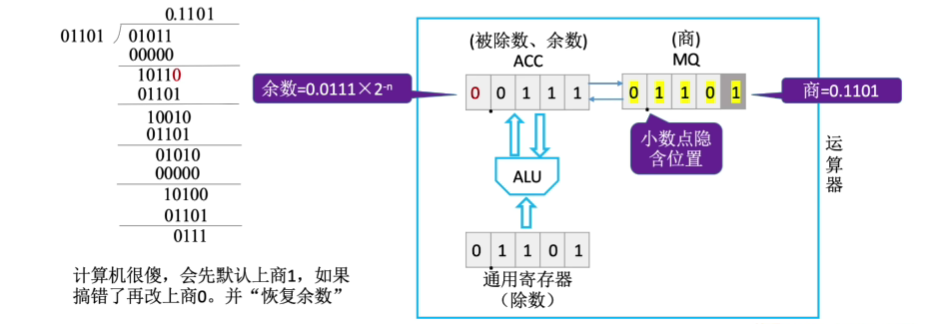 0.1101
01101
01011
00000
10110
01101
10010
01101
01010
00000
10100
01101
0111
计算机很傻，会先默认上商1，如果
搞错了再改上商0。并“恢复余数”
(被除数、余数)
ACC
(商)
MQ
余数=0.0111×2⁻ⁿ
0 0 1 1 1
0 1 1 0 1
商=0.1101
小数点隐
含位置
ALU
0 1 1 0 1
通用寄存器
（除数）
运算器